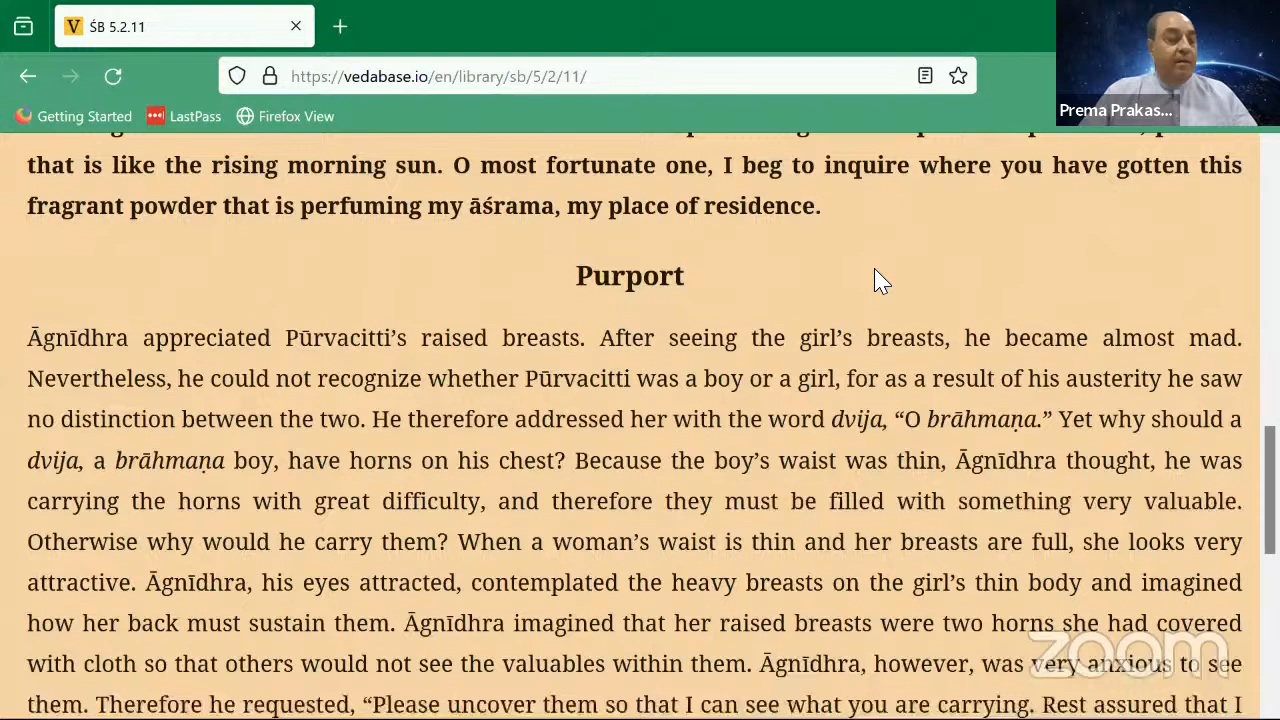 ŚB 5.2.11
https://vedabase.io/en/library/sb/5/2/11/
Getting Started LastPass Firefox View
Prema Prakas...
that is like the rising morning sun. O most fortunate one, I beg to inquire where you have gotten this
fragrant powder that is perfuming my āśrama, my place of residence.
Purport
Āgnīdhra appreciated Pūrvacitti’s raised breasts. After seeing the girl’s breasts, he became almost mad.
Nevertheless, he could not recognize whether Pūrvacitti was a boy or a girl, for as a result of his austerity he saw
no distinction between the two. He therefore addressed her with the word dvija, “O brāhmaṇa.” Yet why should a
dvija, a brāhmaṇa boy, have horns on his chest? Because the boy’s waist was thin, Āgnīdhra thought, he was
carrying the horns with great difficulty, and therefore they must be filled with something very valuable.
Otherwise why would he carry them? When a woman’s waist is thin and her breasts are full, she looks very
attractive. Āgnīdhra, his eyes attracted, contemplated the heavy breasts on the girl’s thin body and imagined
how her back must sustain them. Āgnīdhra imagined that her raised breasts were two horns she had covered
with cloth so that others would not see the valuables within them. Āgnīdhra, however, was very anxious to see
them. Therefore he requested, “Please uncover them so that I can see what you are carrying. Rest assured that I
zoom